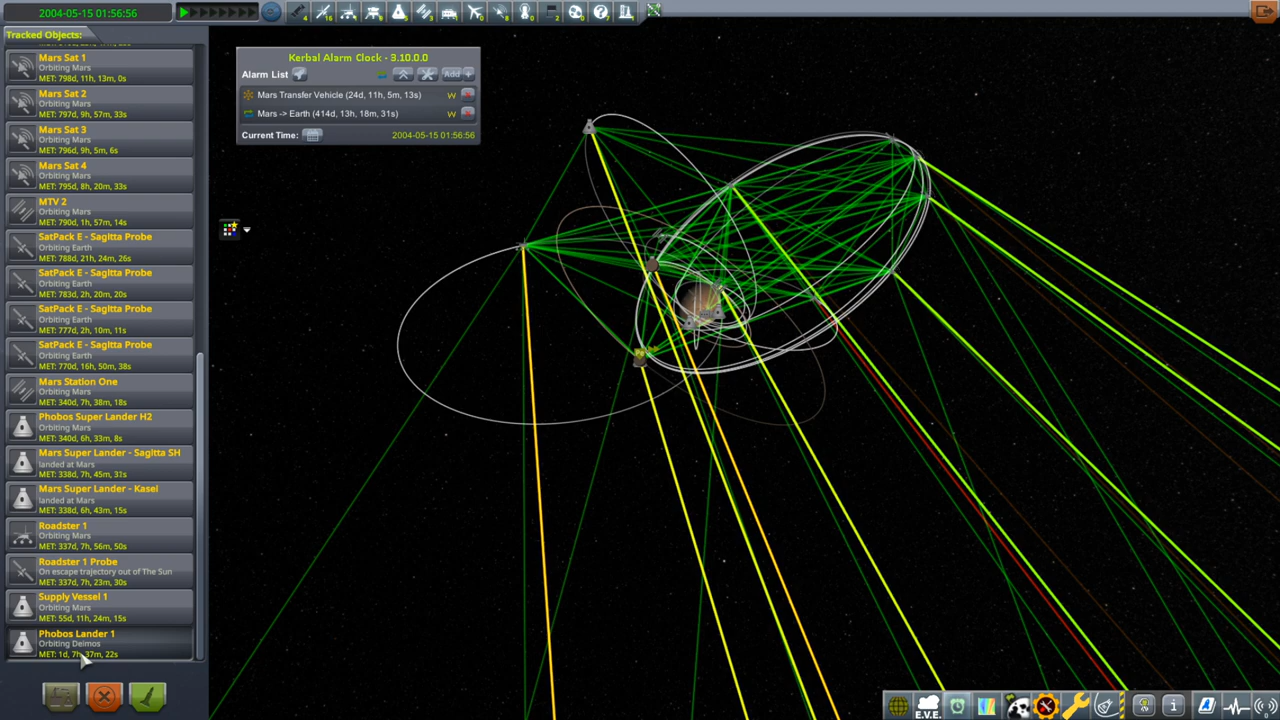 2004-05-15 01:56:56
Tracked Objects:
Mars Sat 1
Orbiting Mars
MET: 798d, 11h, 13m, 0s
Mars Sat 2
Orbiting Mars
MET: 797d, 9h, 57m, 33s
Mars Sat 3
Orbiting Mars
MET: 796d, 9h, 5m, 6s
Mars Sat 4
Orbiting Mars
MET: 795d, 8h, 20m, 33s
MTV 2
Orbiting Mars
MET: 790d, 1h, 57m, 14s
SatPack E - Sagitta Probe
Orbiting Earth
MET: 788d, 21h, 24m, 26s
SatPack E - Sagitta Probe
Orbiting Earth
MET: 783d, 2h, 20m, 20s
SatPack E - Sagitta Probe
Orbiting Earth
MET: 777d, 2h, 10m, 11s
SatPack E - Sagitta Probe
Orbiting Earth
MET: 770d, 16h, 50m, 38s
Mars Station One
Orbiting Mars
MET: 340d, 7h, 38m, 18s
Phobos Super Lander H2
Orbiting Mars
MET: 340d, 6h, 33m, 8s
Mars Super Lander - Sagitta SH
landed at Mars
MET: 338d, 7h, 45m, 31s
Mars Super Lander - Kasel
landed at Mars
MET: 338d, 6h, 43m, 15s
Roadster 1
Orbiting Mars
MET: 337d, 7h, 56m, 50s
Roadster 1 Probe
On escape trajectory out of The Sun
MET: 337d, 7h, 23m, 30s
Supply Vessel 1
Orbiting Mars
MET: 55d, 11h, 24m, 15s
Phobos Lander 1
Orbiting Deimos
MET: 1d, 7h, 37m, 22s
Kerbal Alarm Clock - 3.10.0.0
Alarm List
Add +
Mars Transfer Vehicle (24d, 11h, 5m, 13s) W
Mars -> Earth (414d, 13h, 18m, 31s) W
Current Time: 2004-05-15 01:56:56
E.V.E.